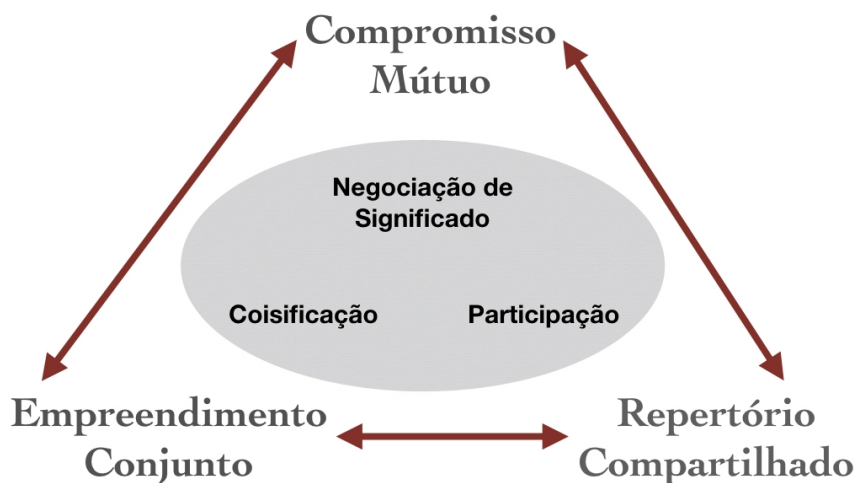 Compromisso
Mútuo
Negociação de
Significado
Coisificação
Participação
Empreendimento
Conjunto
Repertório
Compartilhado